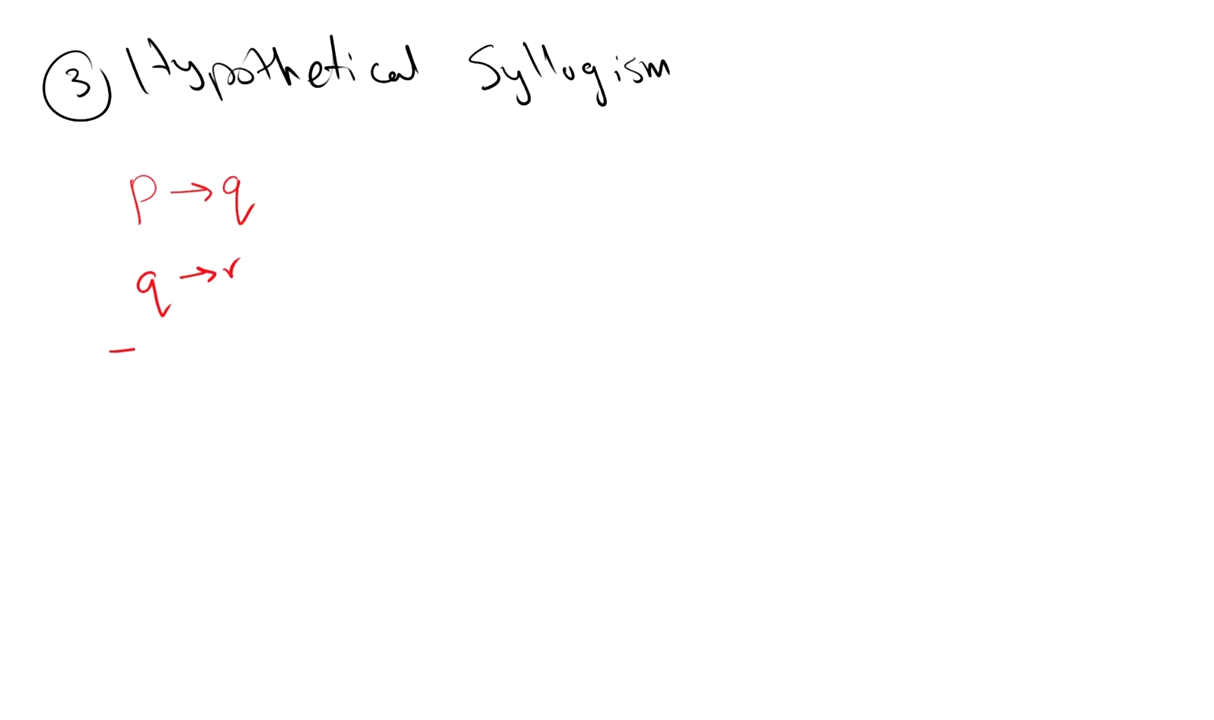 ③ Hypothetical Syllogism
p → q
q → r